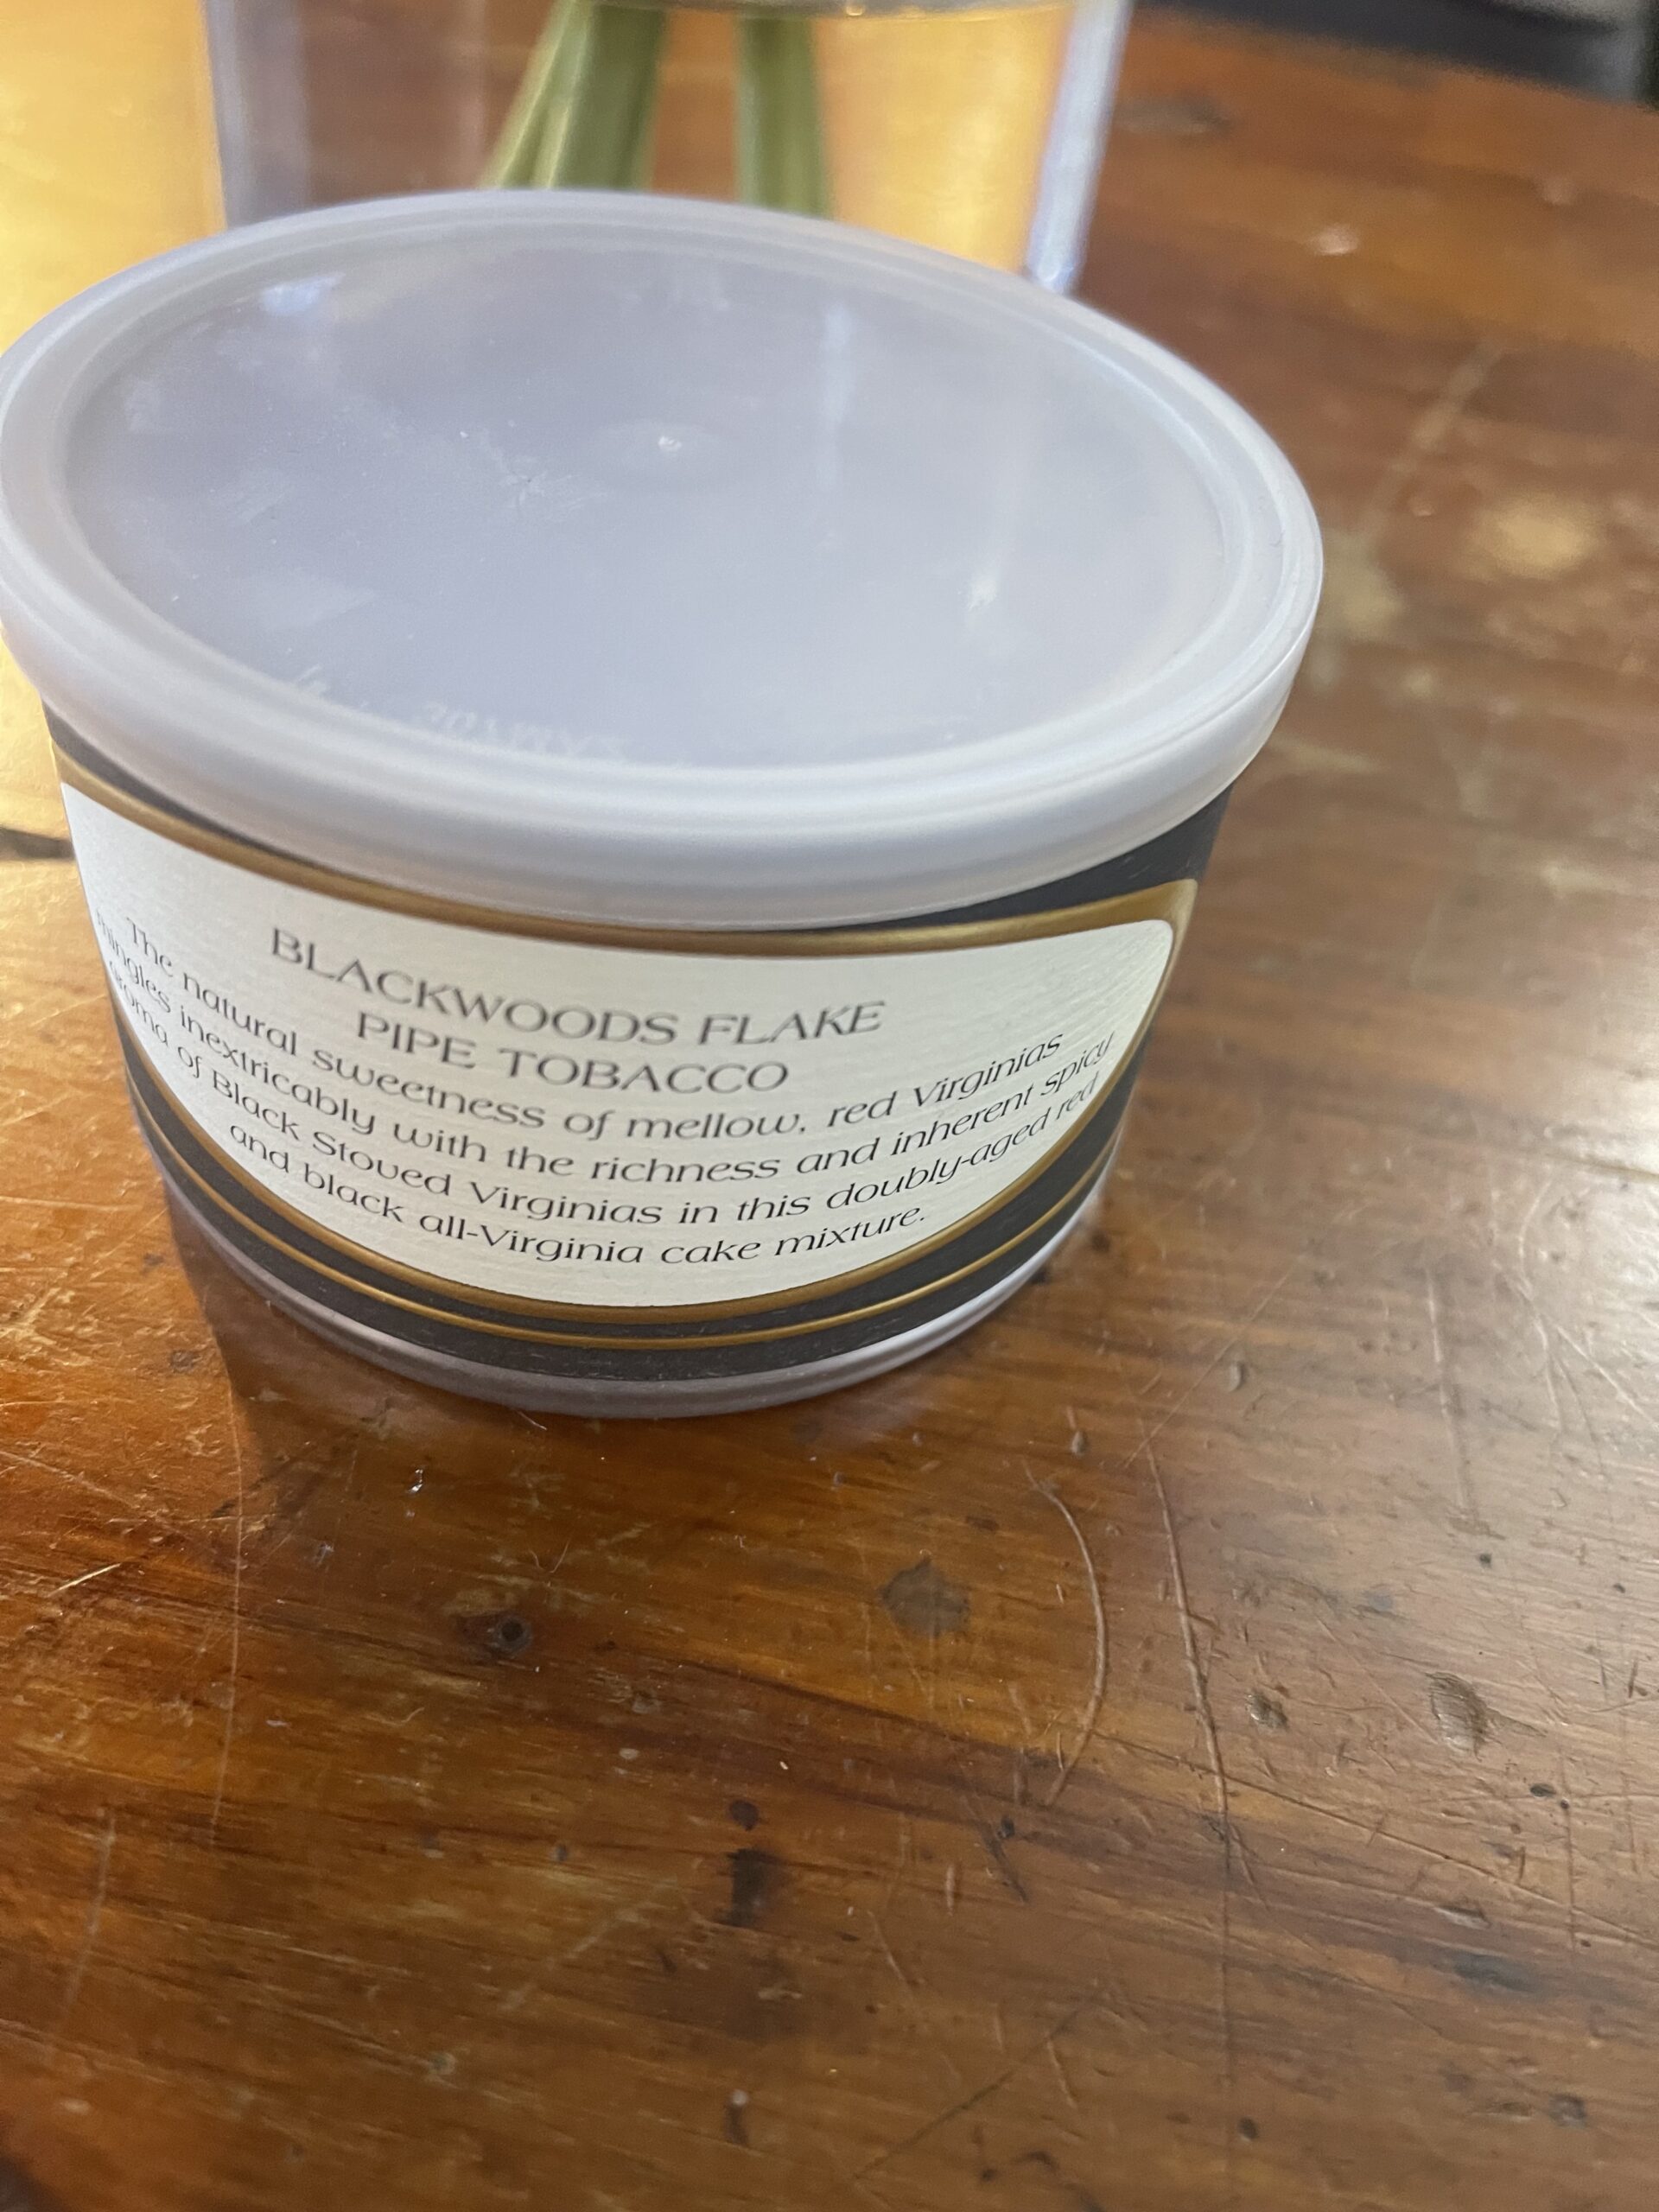 BLACKWOODS FLAKE
PIPE TOBACCO
The natural sweetness of mellow, red Virginias
mingles inextricably with the richness and inherent spicy
aroma of Black Stoved Virginias in this doubly-aged red
and black all-Virginia cake mixture.